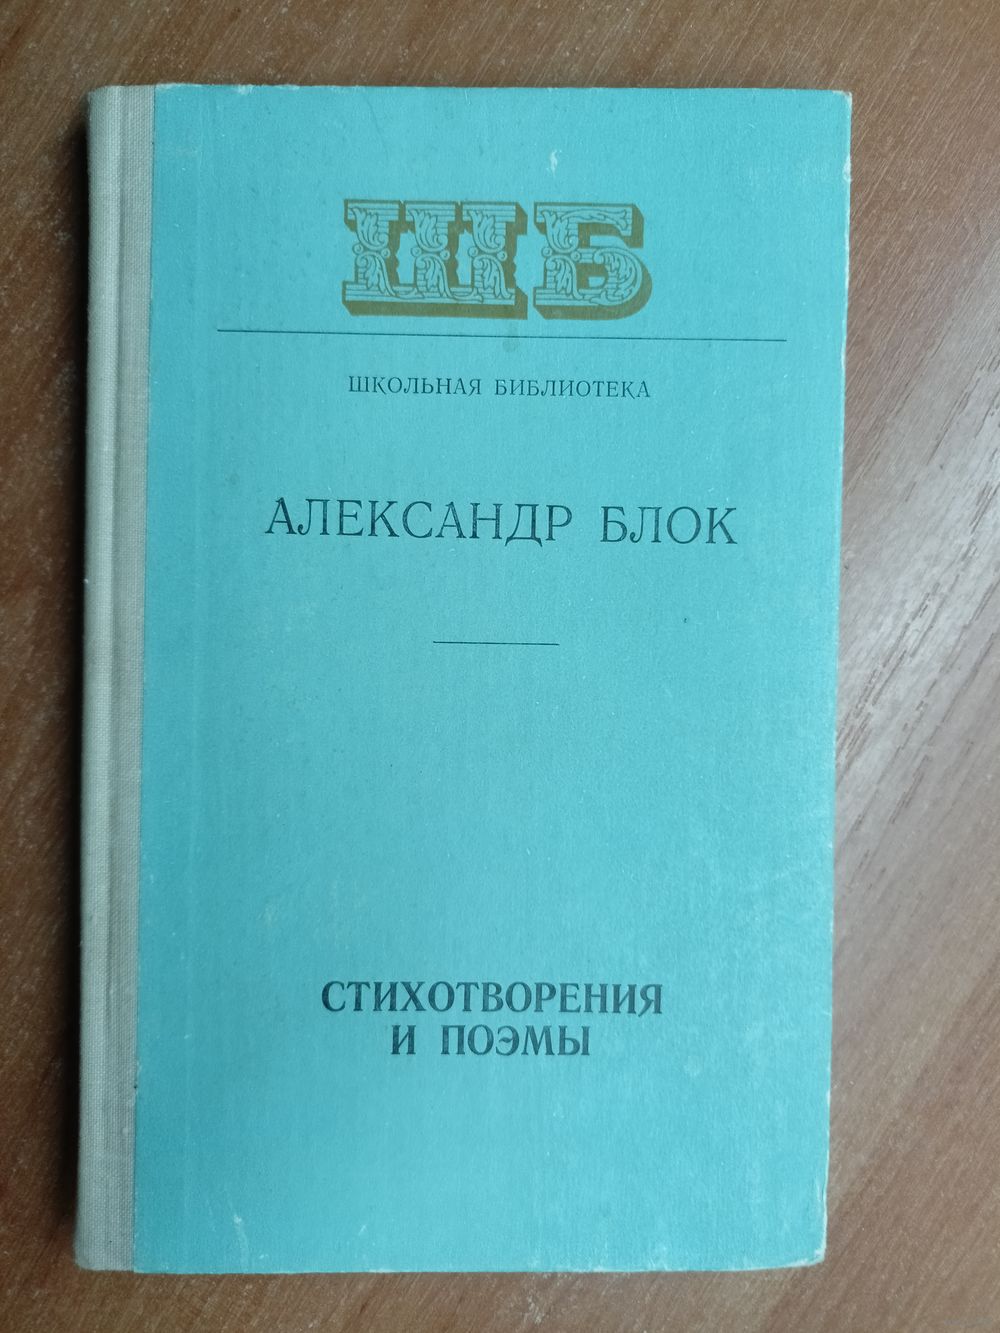 ШБ
ШКОЛЬНАЯ БИБЛИОТЕКА
АЛЕКСАНДР БЛОК
СТИХОТВОРЕНИЯ
И ПОЭМЫ